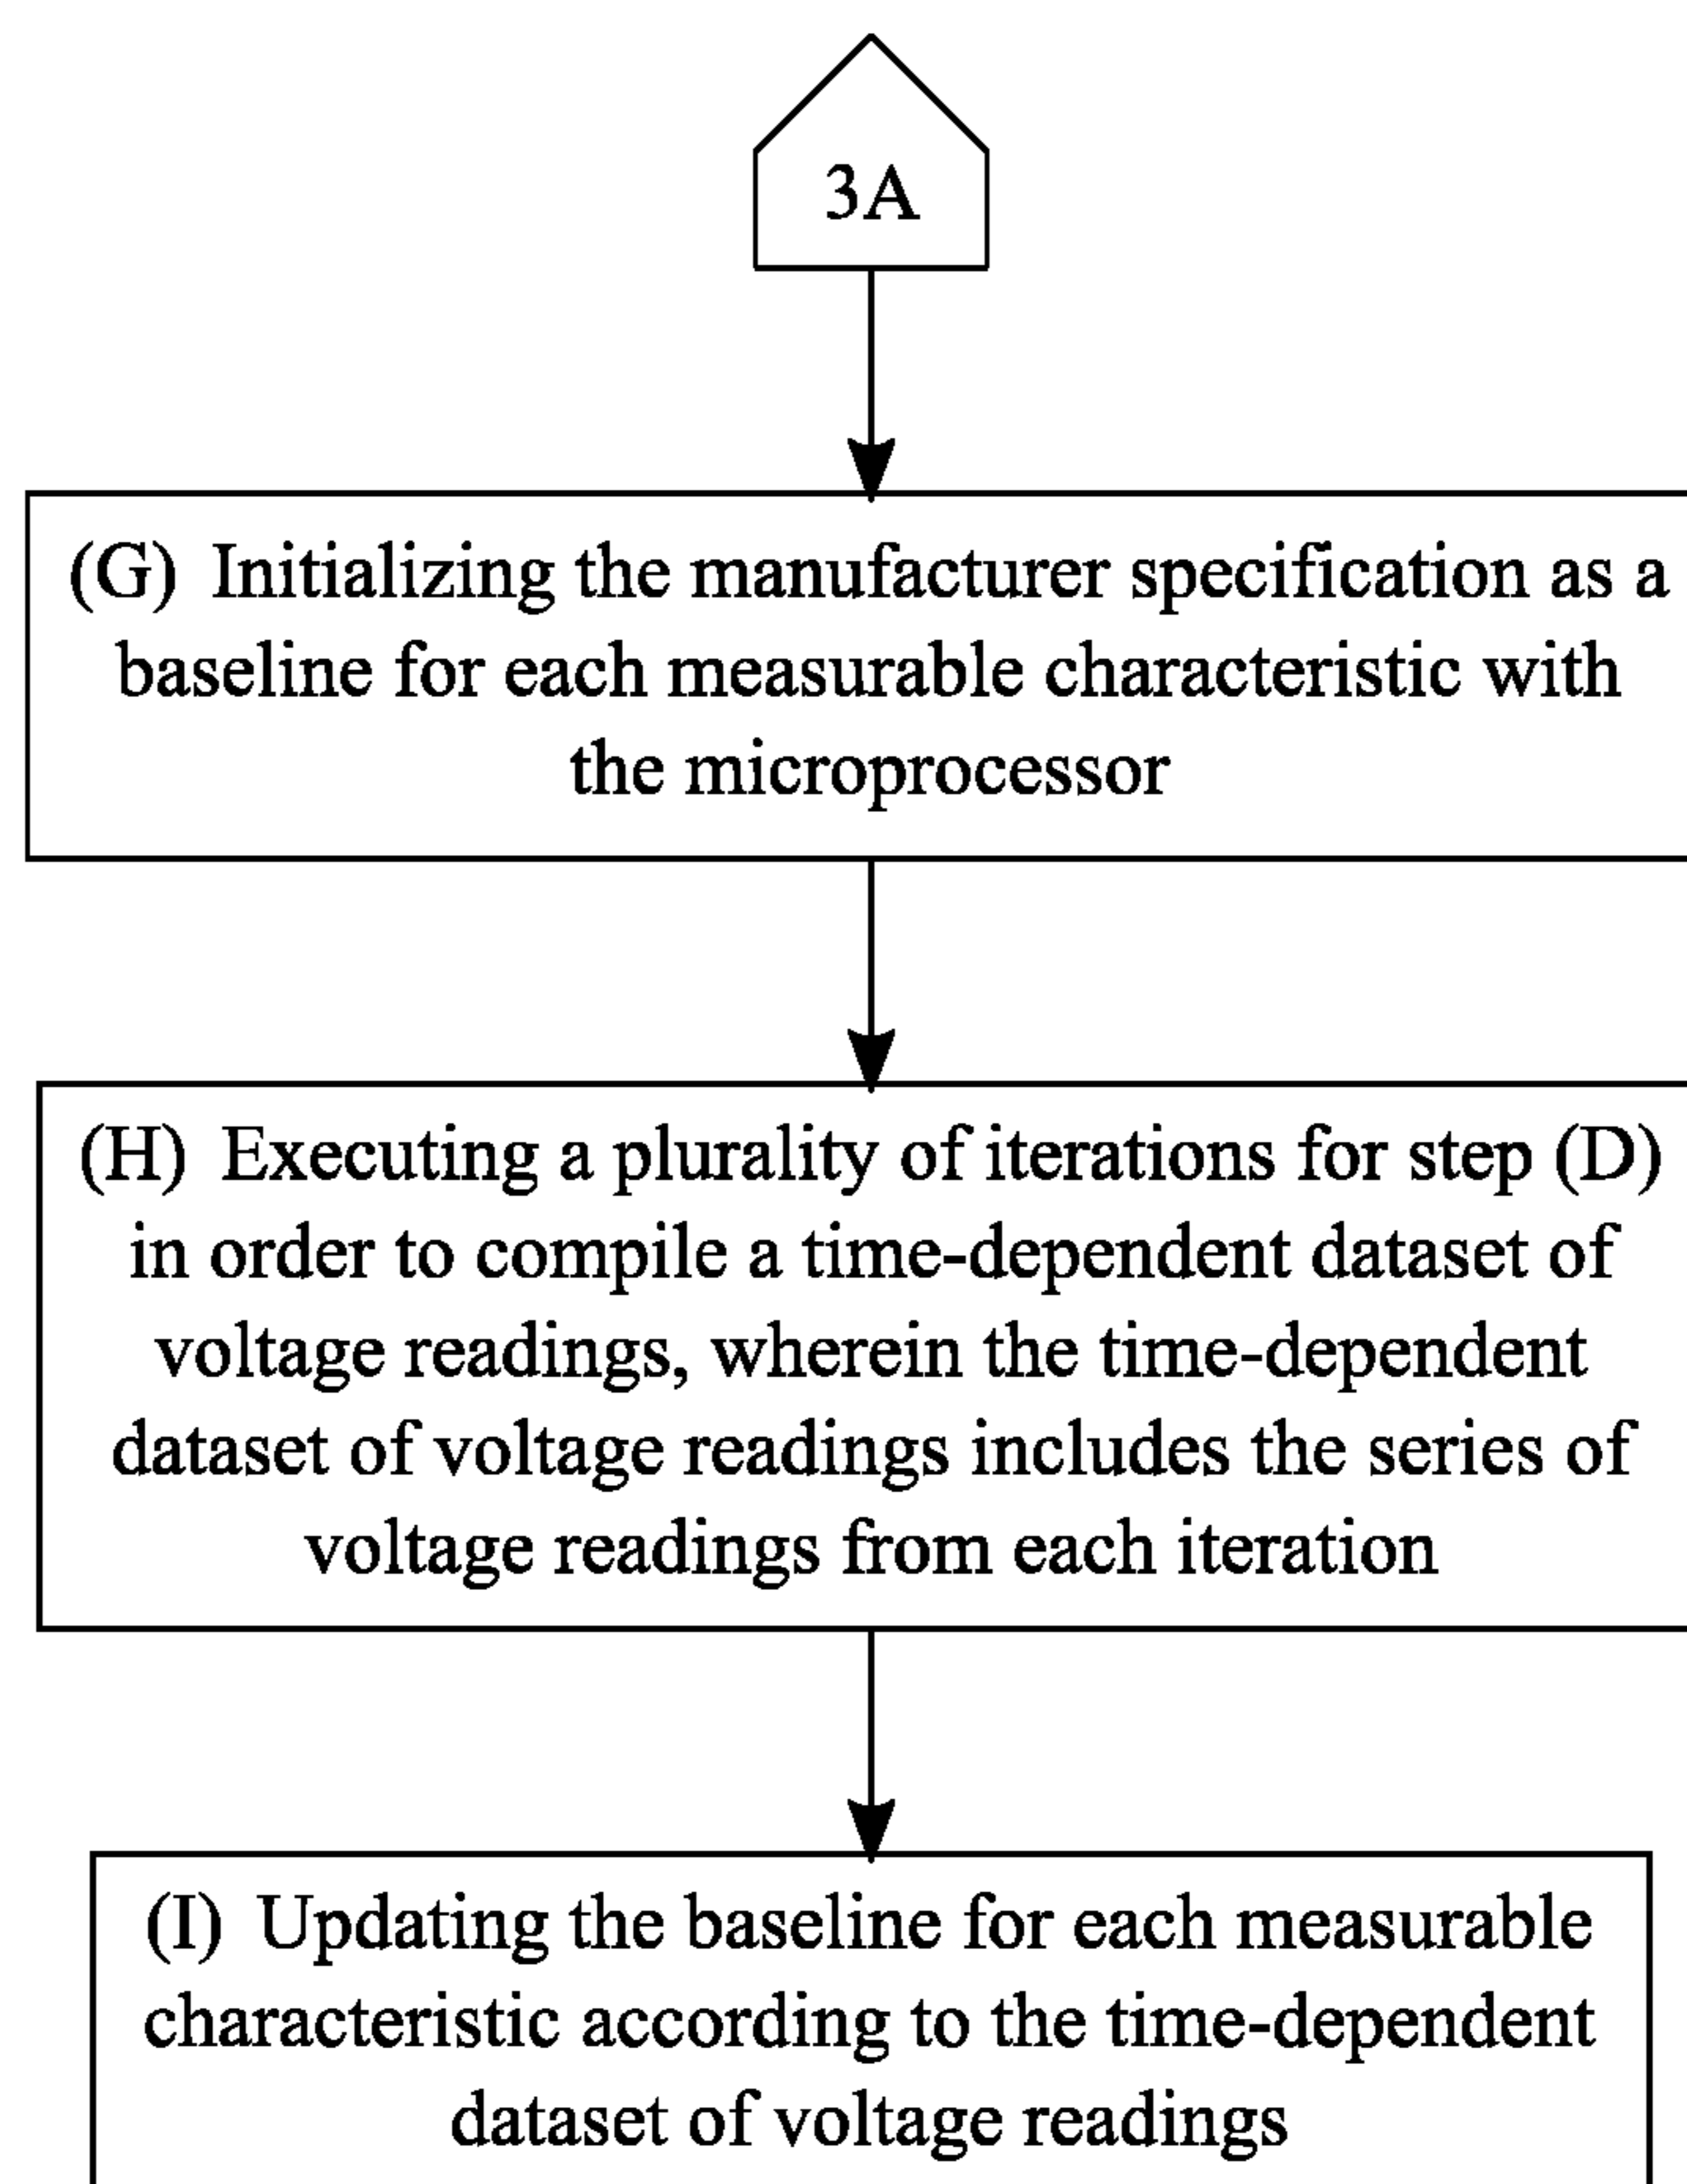 3A
(G) Initializing the manufacturer specification as a
baseline for each measurable characteristic with
the microprocessor
(H) Executing a plurality of iterations for step (D)
in order to compile a time-dependent dataset of
voltage readings, wherein the time-dependent
dataset of voltage readings includes the series of
voltage readings from each iteration
(I) Updating the baseline for each measurable
characteristic according to the time-dependent
dataset of voltage readings